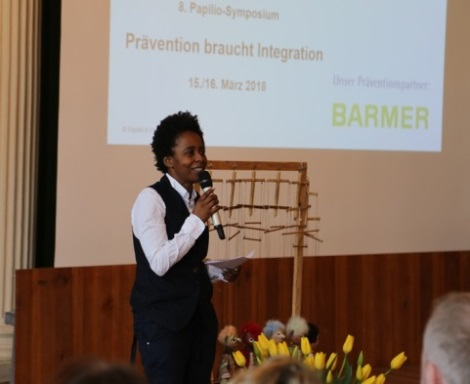 8. Papilio-Symposium
Prävention braucht Integration
15./16. März 2018
Unser Präventionspartner:
BARMER